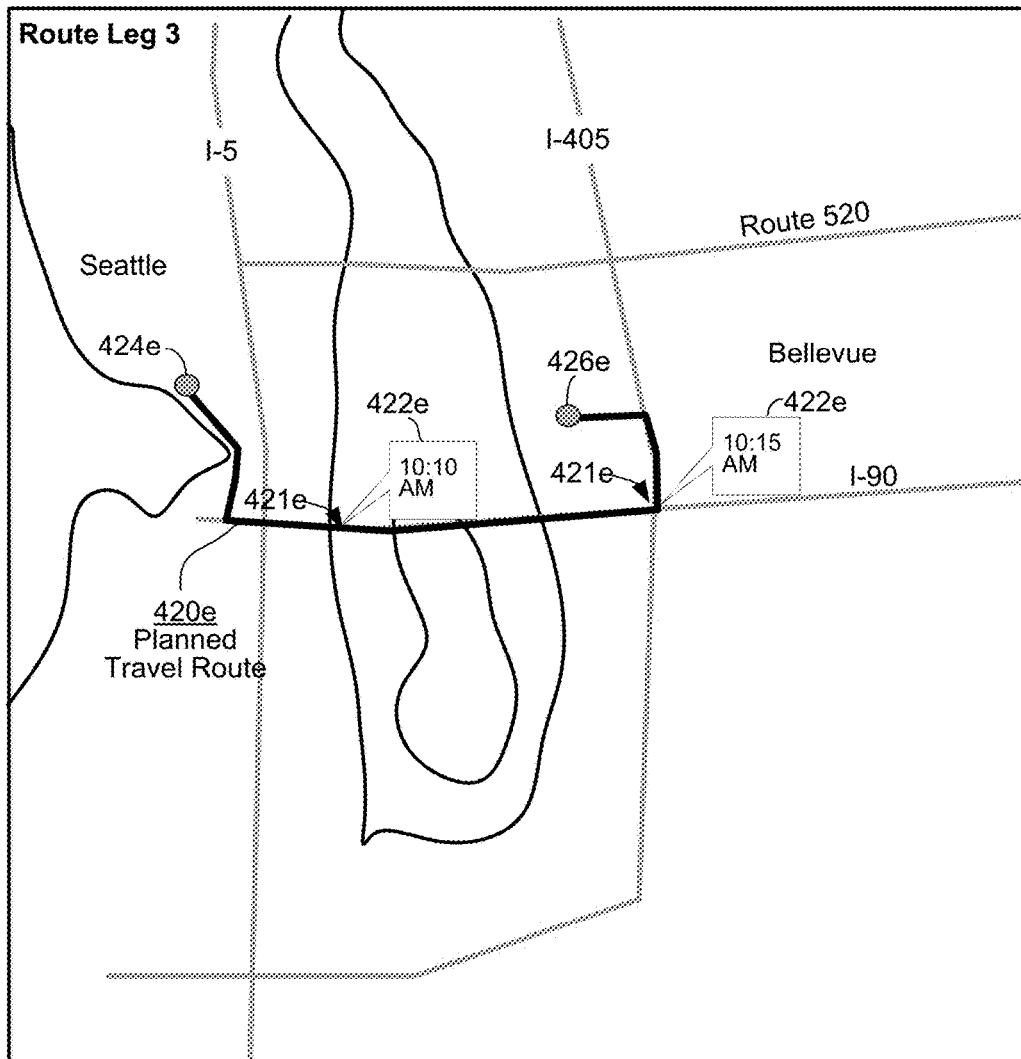 Route Leg 3
I-5
I-405
Route 520
Seattle
424e
426e
Bellevue
422e
422e
10:10
AM
10:15
AM
421e
421e
I-90
420e
Planned
Travel Route